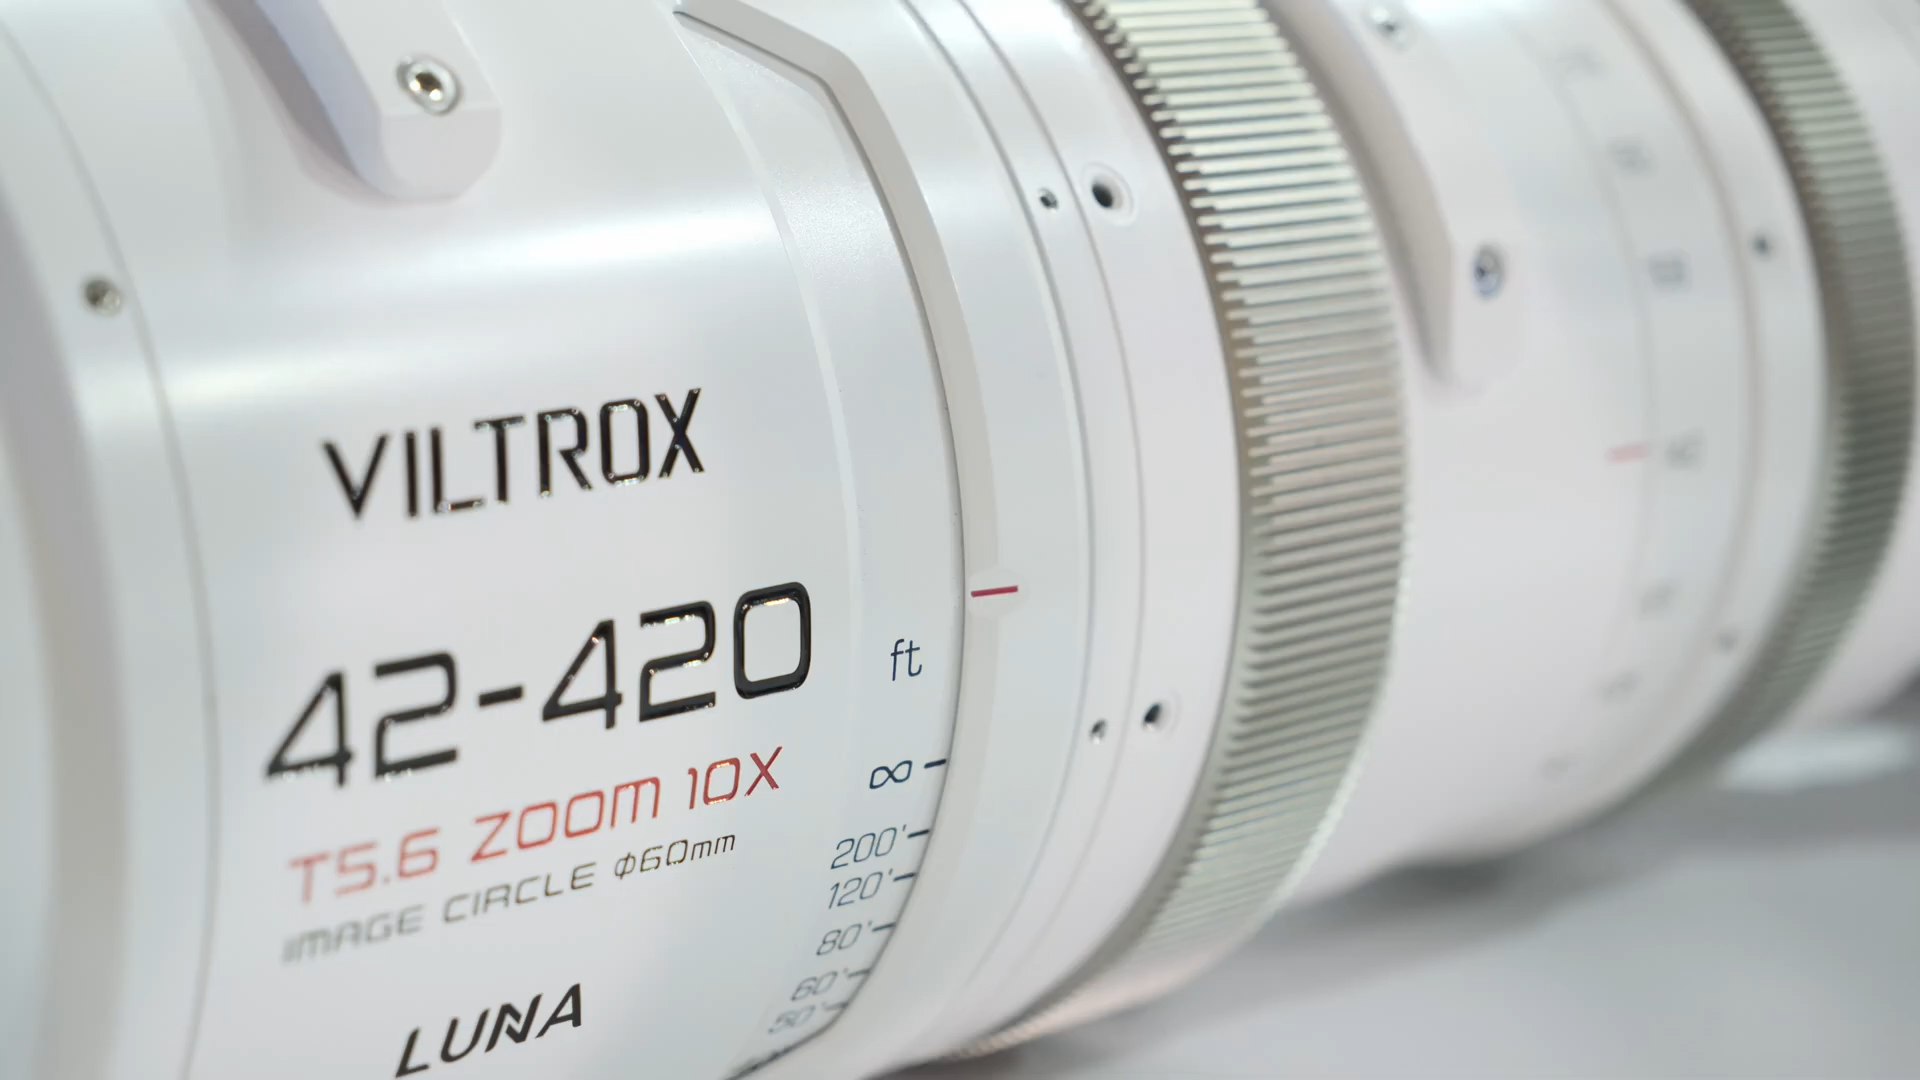 VILTROX
42-420
T5.6 ZOOM 10X
IMAGE CIRCLE Φ60mm
LUNA
ft
∞
200'
120'
80'
60'
50'